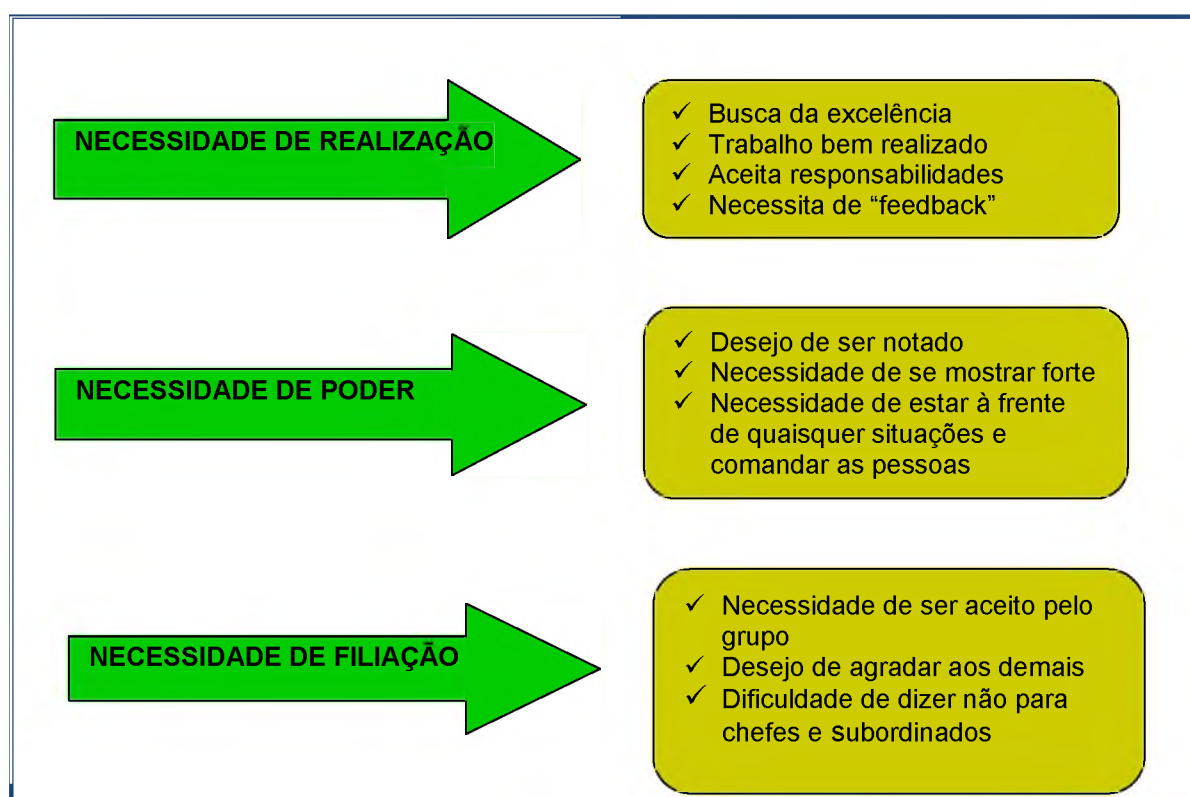 NECESSIDADE DE REALIZAÇÃO
✓ Busca da excelência
✓ Trabalho bem realizado
✓ Aceita responsabilidades
✓ Necessita de “feedback”
NECESSIDADE DE PODER
✓ Desejo de ser notado
✓ Necessidade de se mostrar forte
✓ Necessidade de estar à frente
de quaisquer situações e
comandar as pessoas
NECESSIDADE DE FILIAÇÃO
✓ Necessidade de ser aceito pelo
grupo
✓ Desejo de agradar aos demais
✓ Dificuldade de dizer não para
chefes e subordinados